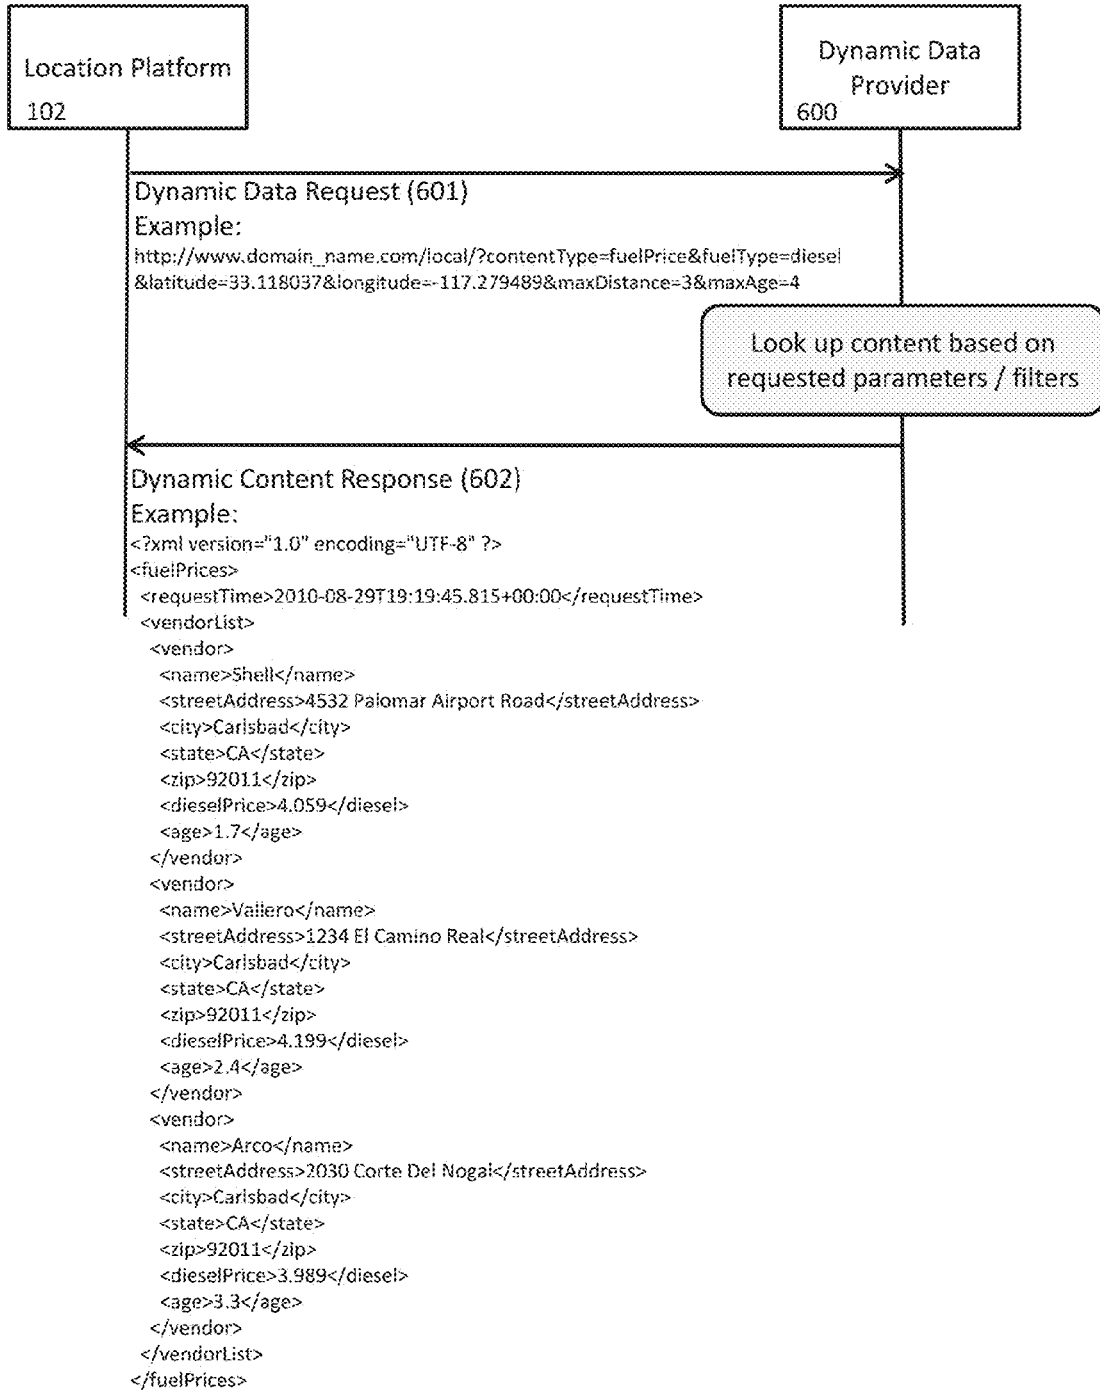 Location Platform
102
Dynamic Data
Provider
600
Dynamic Data Request (601)
Example:
http://www.domain_name.com/local/?contentType=fuelPrice&fuelType=diesel
&latitude=33.118037&longitude=-117.279489&maxDistance=3&maxAge=4
Look up content based on
requested parameters / filters
Dynamic Content Response (602)
Example:
<?xml version="1.0" encoding="UTF-8" ?>
<fuelPrices>
<requestTime>2010-08-29T19:19:45.815+00:00</requestTime>
<vendorList>
<vendor>
<name>Shell</name>
<streetAddress>4532 Palomar Airport Road</streetAddress>
<city>Carlsbad</city>
<state>CA</state>
<zip>92011</zip>
<dieselPrice>4.059</diesel>
<age>1.7</age>
</vendor>
<vendor>
<name>Vallero</name>
<streetAddress>1234 El Camino Real</streetAddress>
<city>Carlsbad</city>
<state>CA</state>
<zip>92011</zip>
<dieselPrice>4.199</diesel>
<age>2.4</age>
</vendor>
<vendor>
<name>Arco</name>
<streetAddress>2030 Corte Del Nogal</streetAddress>
<city>Carlsbad</city>
<state>CA</state>
<zip>92011</zip>
<dieselPrice>3.989</diesel>
<age>3.3</age>
</vendor>
</vendorList>
</fuelPrices>